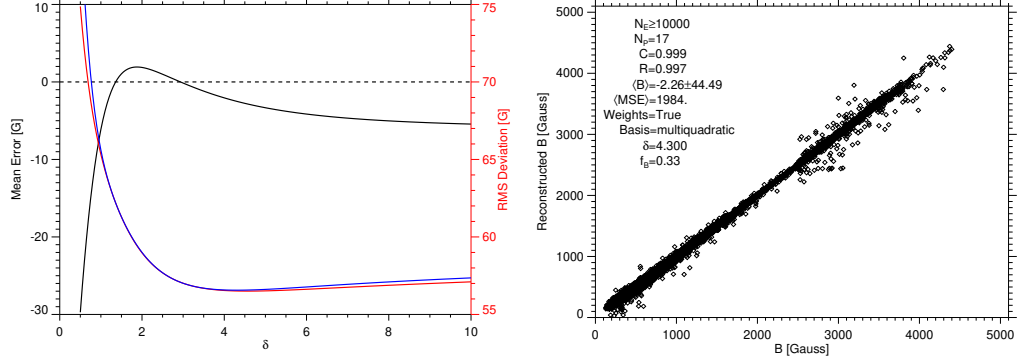 10
0
-10
-20
-30
Mean Error [G]
75
70
65
60
55
RMS Deviation [G]
0
2
4
6
8
10
δ
5000
4000
3000
2000
1000
0
Reconstructed B [Gauss]
N_E≥10000
N_P=17
C=0.999
R=0.997
⟨B⟩=-2.26±44.49
⟨MSE⟩=1984.
Weights=True
Basis=multiquadratic
δ=4.300
f_B=0.33
0
1000
2000
3000
4000
5000
B [Gauss]